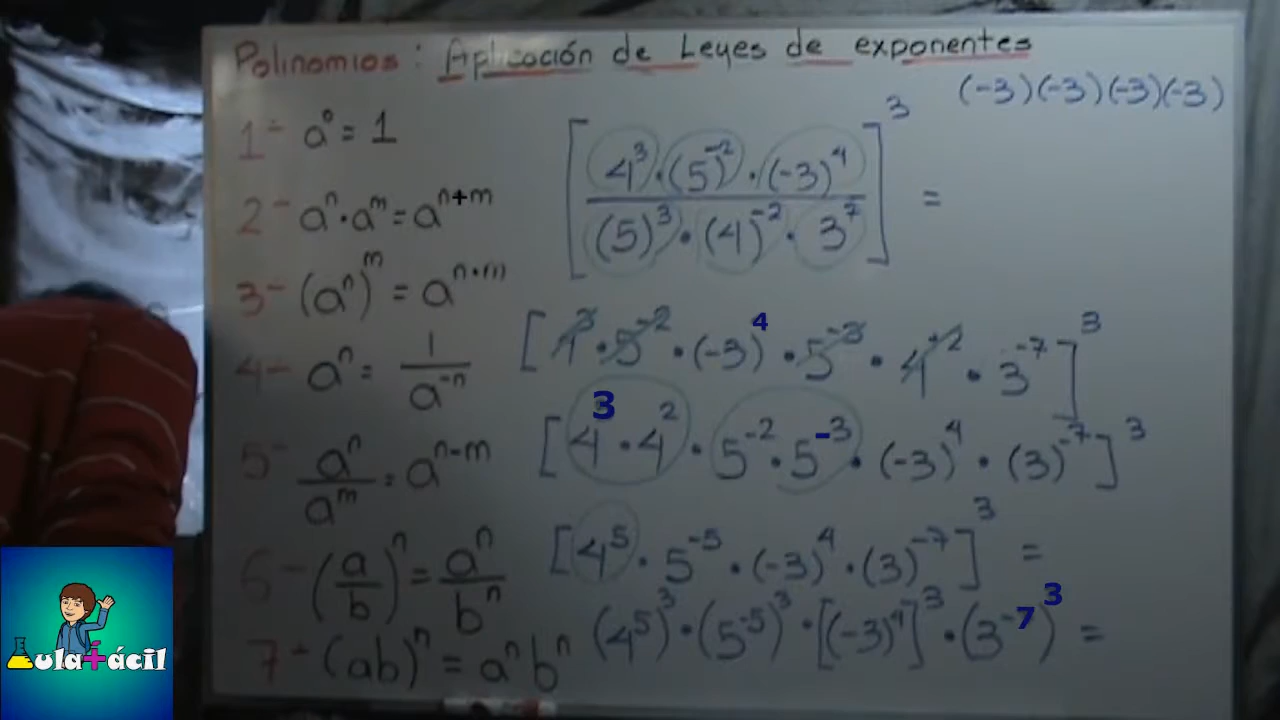 Polinomios: Aplicación de Leyes de exponentes
(-3)(-3)(-3)(-3)
1- a⁰ = 1
2- aⁿ·aᵐ = aⁿ⁺ᵐ
3- (aⁿ)ᵐ = aⁿ·ᵐ
4- aⁿ = 1/a⁻ⁿ
5- aⁿ/aᵐ = aⁿ⁻ᵐ
6- (a/b)ⁿ = aⁿ/bⁿ
7- (ab)ⁿ = aⁿbⁿ
[4³·(5)⁻²·(-3)⁴ / (5)³·(4)⁻²·3⁷]³ =
[4³·5⁻²·(-3)⁴·5⁻³·4⁺²·3⁻⁷]³
[4³·4²·5⁻²·5⁻³·(-3)⁴·(3)⁻⁷]³
[4⁵·5⁻⁵·(-3)⁴·(3)⁻⁷]³ =
(4⁵)³·(5⁻⁵)³·[(-3)⁴]³·(3⁻⁷)³ =
Aula+ácil